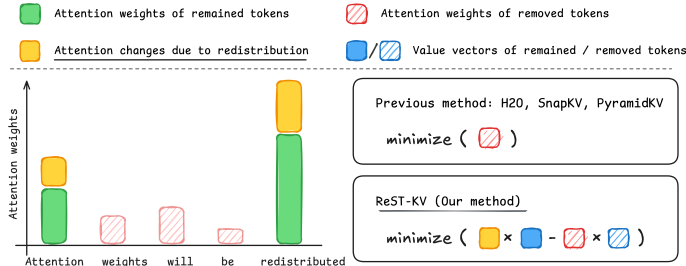 Attention weights of remained tokens
Attention weights of removed tokens
Attention changes due to redistribution
/
Value vectors of remained / removed tokens
Attention weights
Attention weights will be redistributed
Previous method: H2O, SnapKV, PyramidKV
minimize ( )
ReST-KV (Our method)
minimize ( × - × )